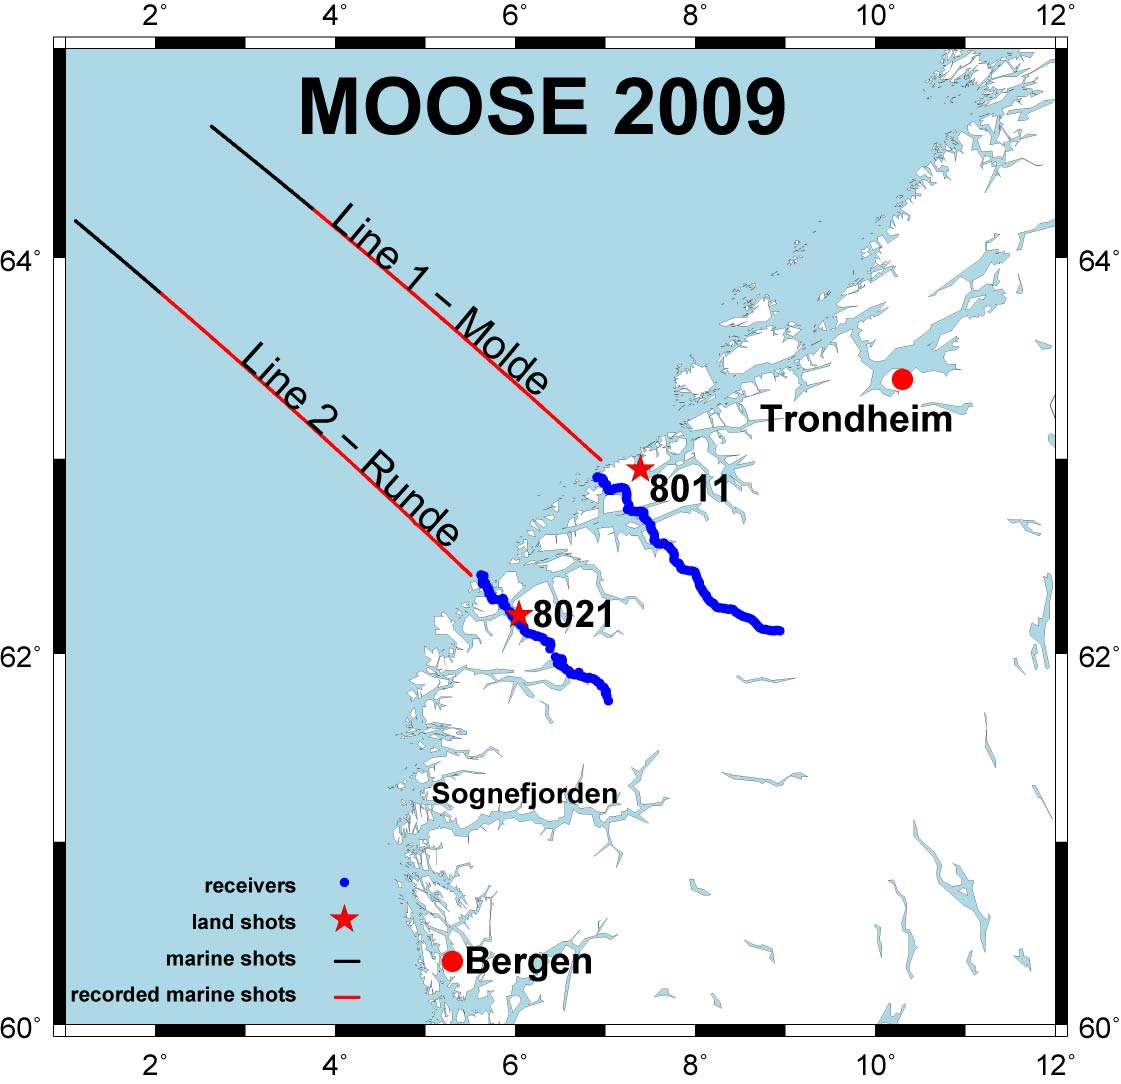 2° 4° 6° 8° 10° 12°
MOOSE 2009
Line 1 – Molde
64° 64°
Line 2 – Runde
Trondheim
8011
8021
62° 62°
Sognefjorden
receivers
land shots
marine shots
Bergen
recorded marine shots
60° 60°
2° 4° 6° 8° 10° 12°